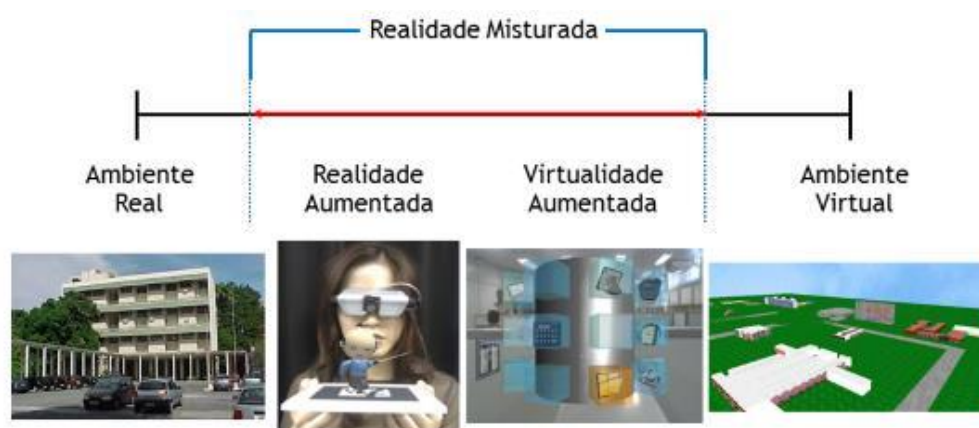 Realidade Misturada
Ambiente
Real
Realidade
Aumentada
Virtualidade
Aumentada
Ambiente
Virtual